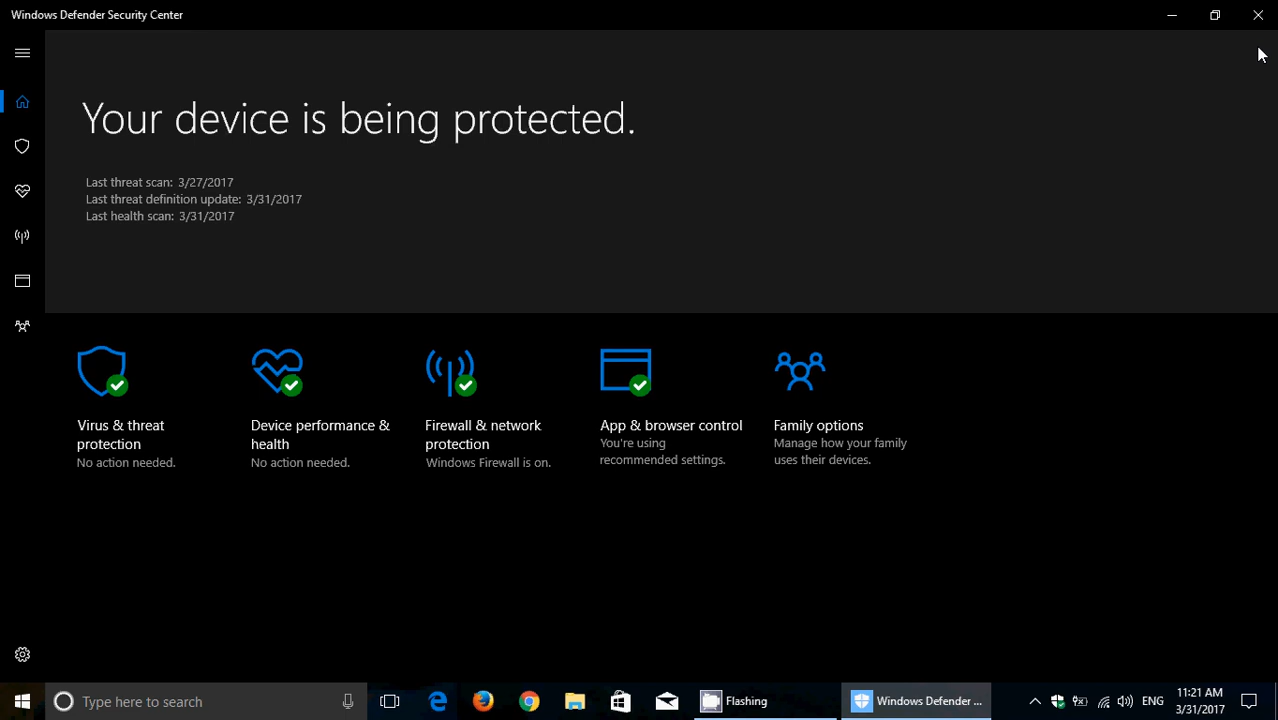 Windows Defender Security Center
Your device is being protected.
Last threat scan: 3/27/2017
Last threat definition update: 3/31/2017
Last health scan: 3/31/2017
Virus & threat
protection
No action needed.
Device performance &
health
No action needed.
Firewall & network
protection
Windows Firewall is on.
App & browser control
You're using
recommended settings.
Family options
Manage how your family
uses their devices.
Type here to search
Flashing
Windows Defender ...
ENG
11:21 AM
3/31/2017